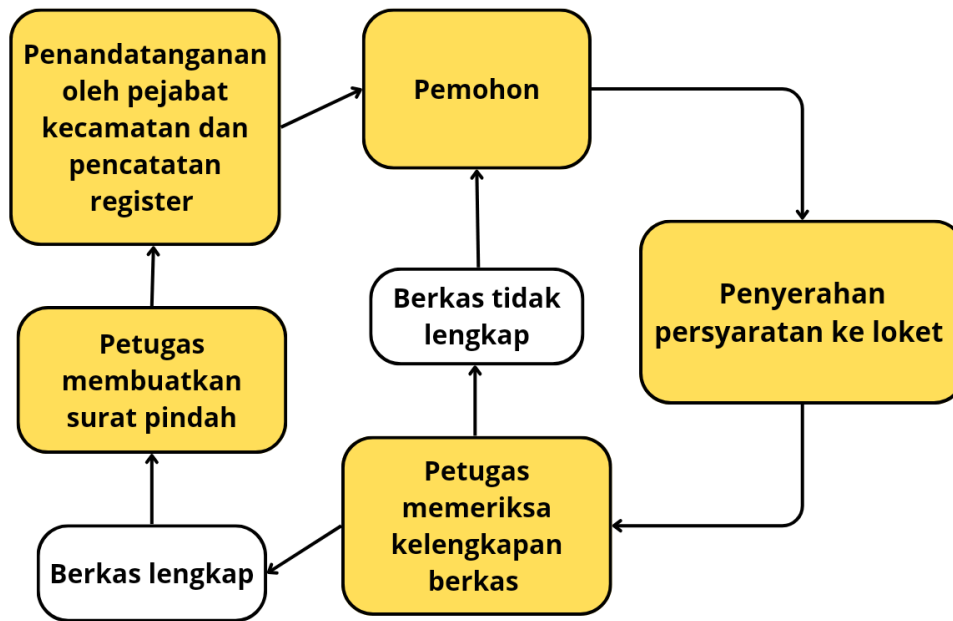 Penandatanganan
oleh pejabat
kecamatan dan
pencatatan
register
Pemohon
Penyerahan
persyaratan ke loket
Berkas tidak
lengkap
Petugas
membuatkan
surat pindah
Petugas
memeriksa
kelengkapan
berkas
Berkas lengkap